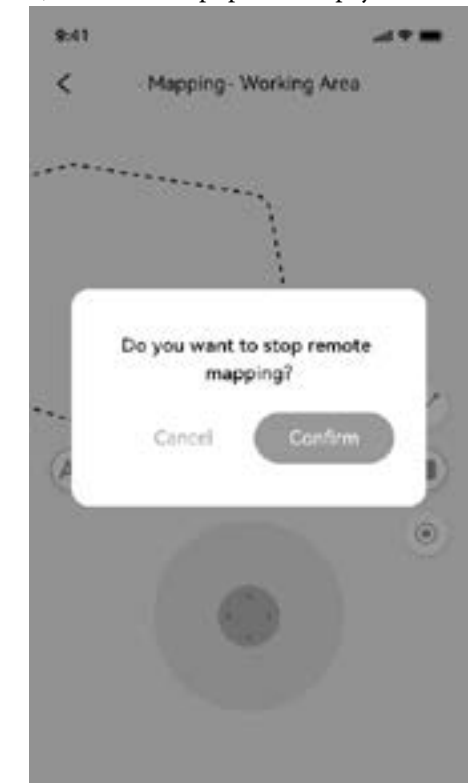 9:41
Mapping- Working Area
Do you want to stop remote
mapping?
Cancel
Confirm